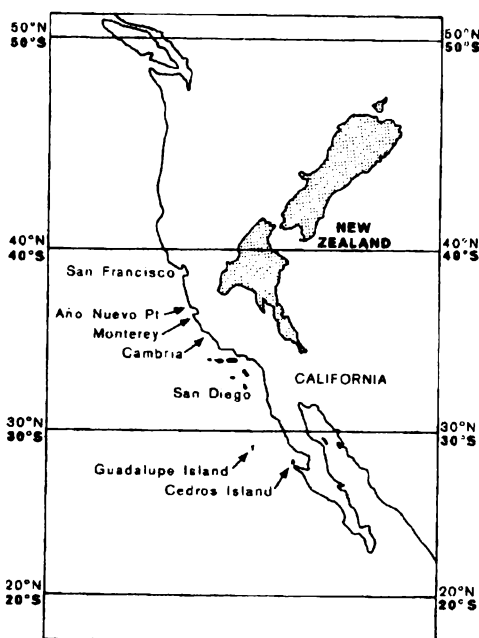 50°N
50°S
50°N
50°S
NEW
ZEALAND
40°N
40°S
40°N
40°S
San Francisco
Año Nuevo Pt
Monterey
Cambria
CALIFORNIA
San Diego
30°N
30°S
30°N
30°S
Guadalupe Island
Cedros Island
20°N
20°S
20°N
20°S